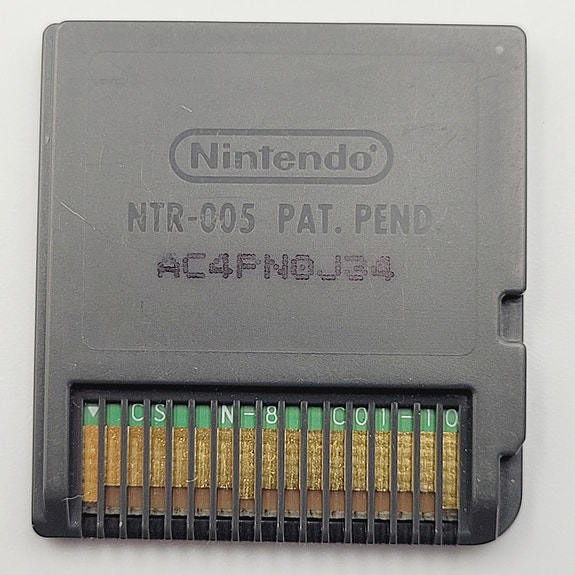 Nintendo®
NTR-005 PAT. PEND.
AC4PN0J34
▼ CS N-8 C01-10